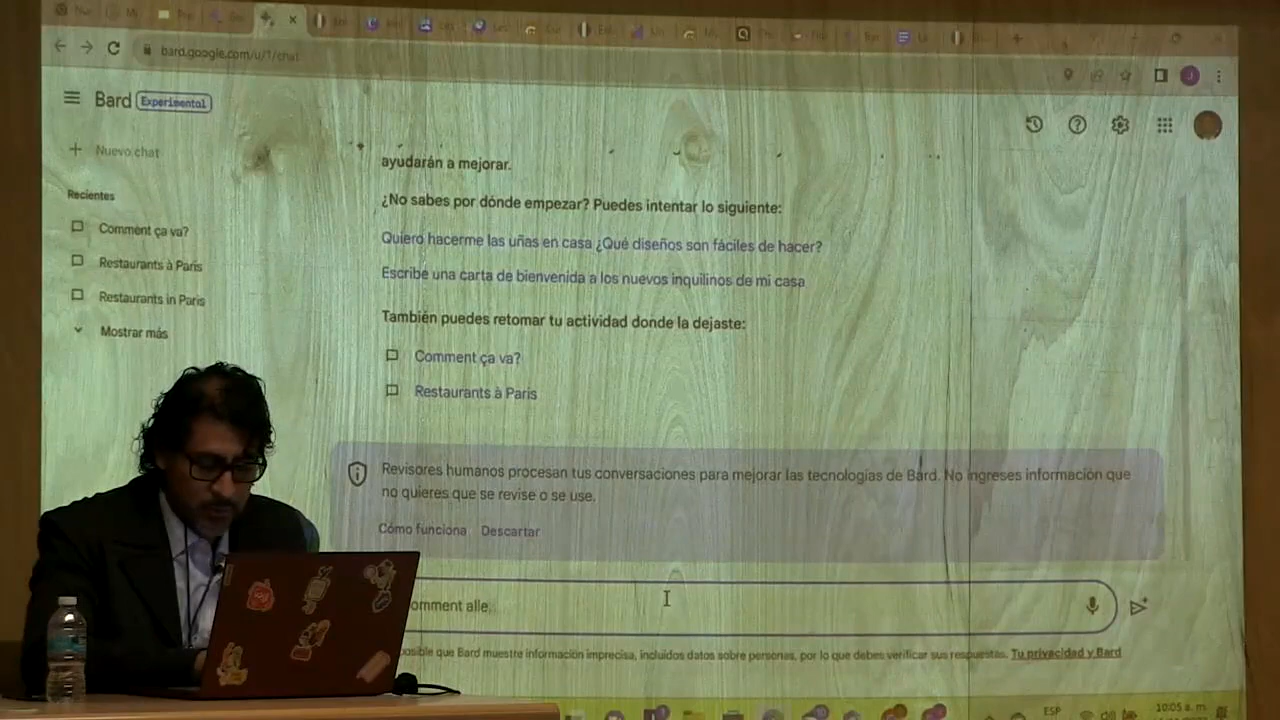 bard.google.com/u/1/chat
Bard Experimental
Nuevo chat
Recientes
Comment ça va?
Restaurants à Paris
Restaurants in Paris
Mostrar más
ayudarán a mejorar.
¿No sabes por dónde empezar? Puedes intentar lo siguiente:
Quiero hacerme las uñas en casa ¿Qué diseños son fáciles de hacer?
Escribe una carta de bienvenida a los nuevos inquilinos de mi casa
También puedes retomar tu actividad donde la dejaste:
Comment ça va?
Restaurants à Paris
Revisores humanos procesan tus conversaciones para mejorar las tecnologías de Bard. No ingreses información que
no quieres que se revise o se use.
Cómo funciona Descartar
omment alle
osible que Bard muestre información imprecisa, incluidos datos sobre personas, por lo que debes verificar sus respuestas. Tu privacidad y Bard
ESP
10:05 a. m.